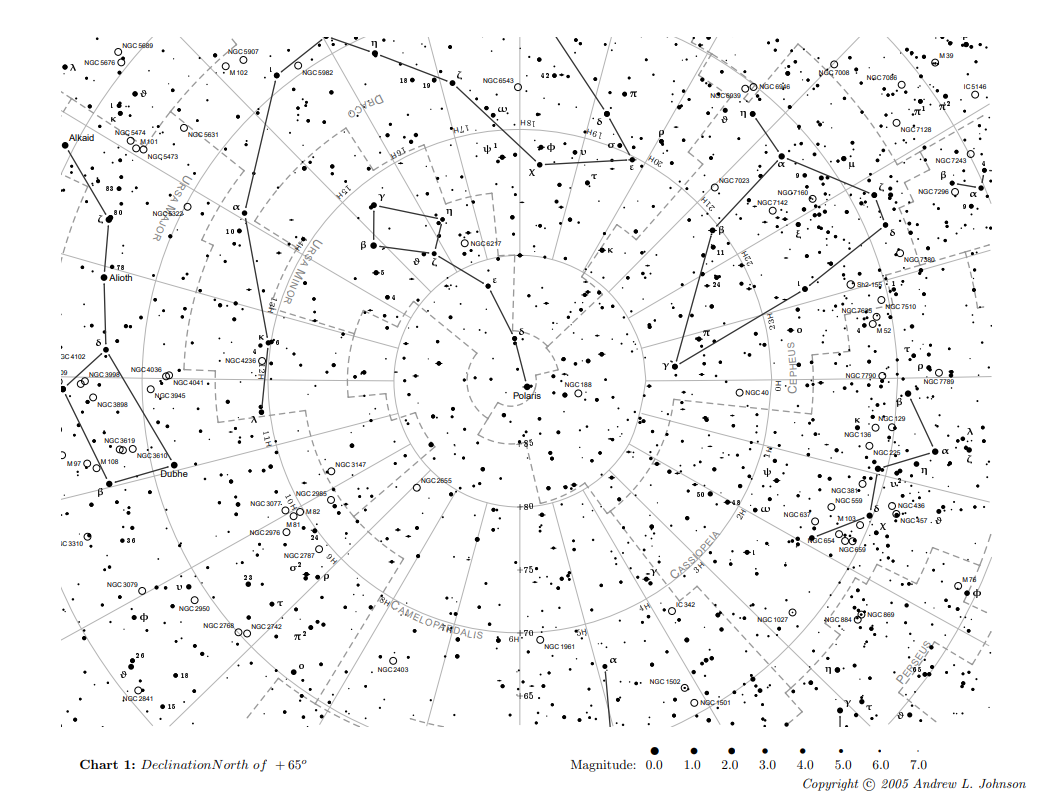 NGC 5689
NGC 5676
NGC 5907
M 102
NGC 5982
NGC 6543
NGC 6939
NGC 6946
NGC 7008
NGC 7086
M 39
IC 5146
DRACO
18
19
42
λ
ϑ
ι
κ
η
ζ
ω
π
δ
ρ
σ
ε
υ
φ
χ
τ
ψ 1
π 1
π 2
17H
18H
19H
20H
16H
15H
21H
22H
23H
0H
Alkaid
NGC 5474
M 101
NGC 5473
NGC 5631
NGC 5322
URSA MAJOR
83
80
78
Alioth
NGC 7128
NGC 7243
NGC 7296
NGC 7023
NGC 7160
NGC 7142
9
μ
α
β
11
24
ξ
NGC 7380
Sh2-155
NGC 7510
NGC 7635
M 52
α
10
γ
β
η
ζ
ϑ
5
4
NGC 6217
URSA MINOR
13H
12H
11H
κ
6
4
NGC 4236
λ
ε
δ
Polaris
NGC 188
NGC 40
CEPHEUS
NGC 7790
NGC 7789
NGC 129
NGC 136
NGC 225
NGC 3998
NGC 4036
NGC 4041
NGC 3945
NGC 3898
NGC 3619
NGC 3610
M 97
M 108
Dubhe
β
36
NGC 3147
NGC 2655
NGC 2985
NGC 3077
M 82
M 81
NGC 2976
24
NGC 2787
σ 2
ρ
+85
+80
+75
+70
+65
1H
2H
3H
4H
5H
6H
7H
8H
9H
10H
ψ
50
48
ω
NGC 381
NGC 559
NGC 637
M 103
NGC 654
NGC 659
NGC 436
NGC 457
υ 2
CASSIOPEIA
NGC 3079
NGC 2950
NGC 2768
NGC 2742
23
τ
π 2
ο
υ
φ
26
ϑ
18
15
NGC 2841
CAMELOPARDALIS
NGC 2403
NGC 1961
IC 342
NGC 1027
NGC 1502
NGC 1501
NGC 869
NGC 884
M 76
PERSEUS
Chart 1: DeclinationNorth of +65°
Magnitude: 0.0 1.0 2.0 3.0 4.0 5.0 6.0 7.0
Copyright © 2005 Andrew L. Johnson